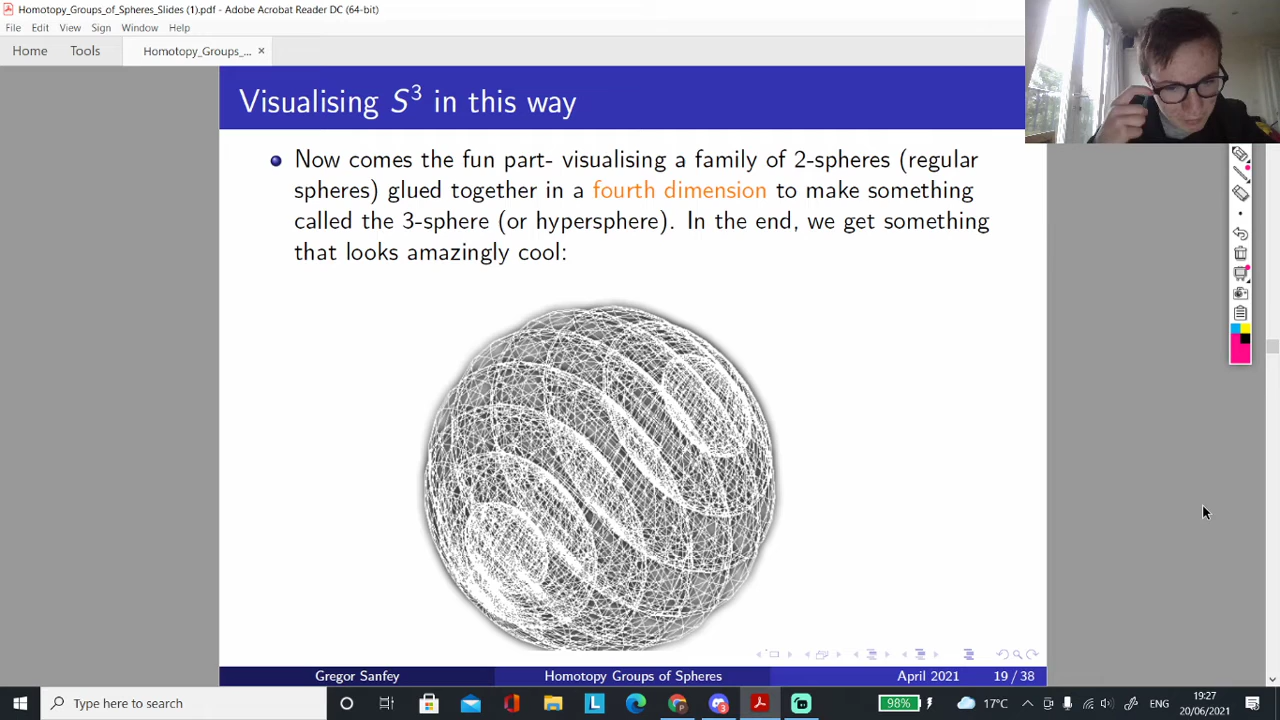 Homotopy_Groups_of_Spheres_Slides (1).pdf - Adobe Acrobat Reader DC (64-bit)
File Edit View Sign Window Help
Home Tools Homotopy_Groups_... ×
Visualising S³ in this way
Now comes the fun part- visualising a family of 2-spheres (regular
spheres) glued together in a fourth dimension to make something
called the 3-sphere (or hypersphere). In the end, we get something
that looks amazingly cool:
Gregor Sanfey Homotopy Groups of Spheres April 2021 19 / 38
Type here to search 98% 17°C ENG 19:27
20/06/2021